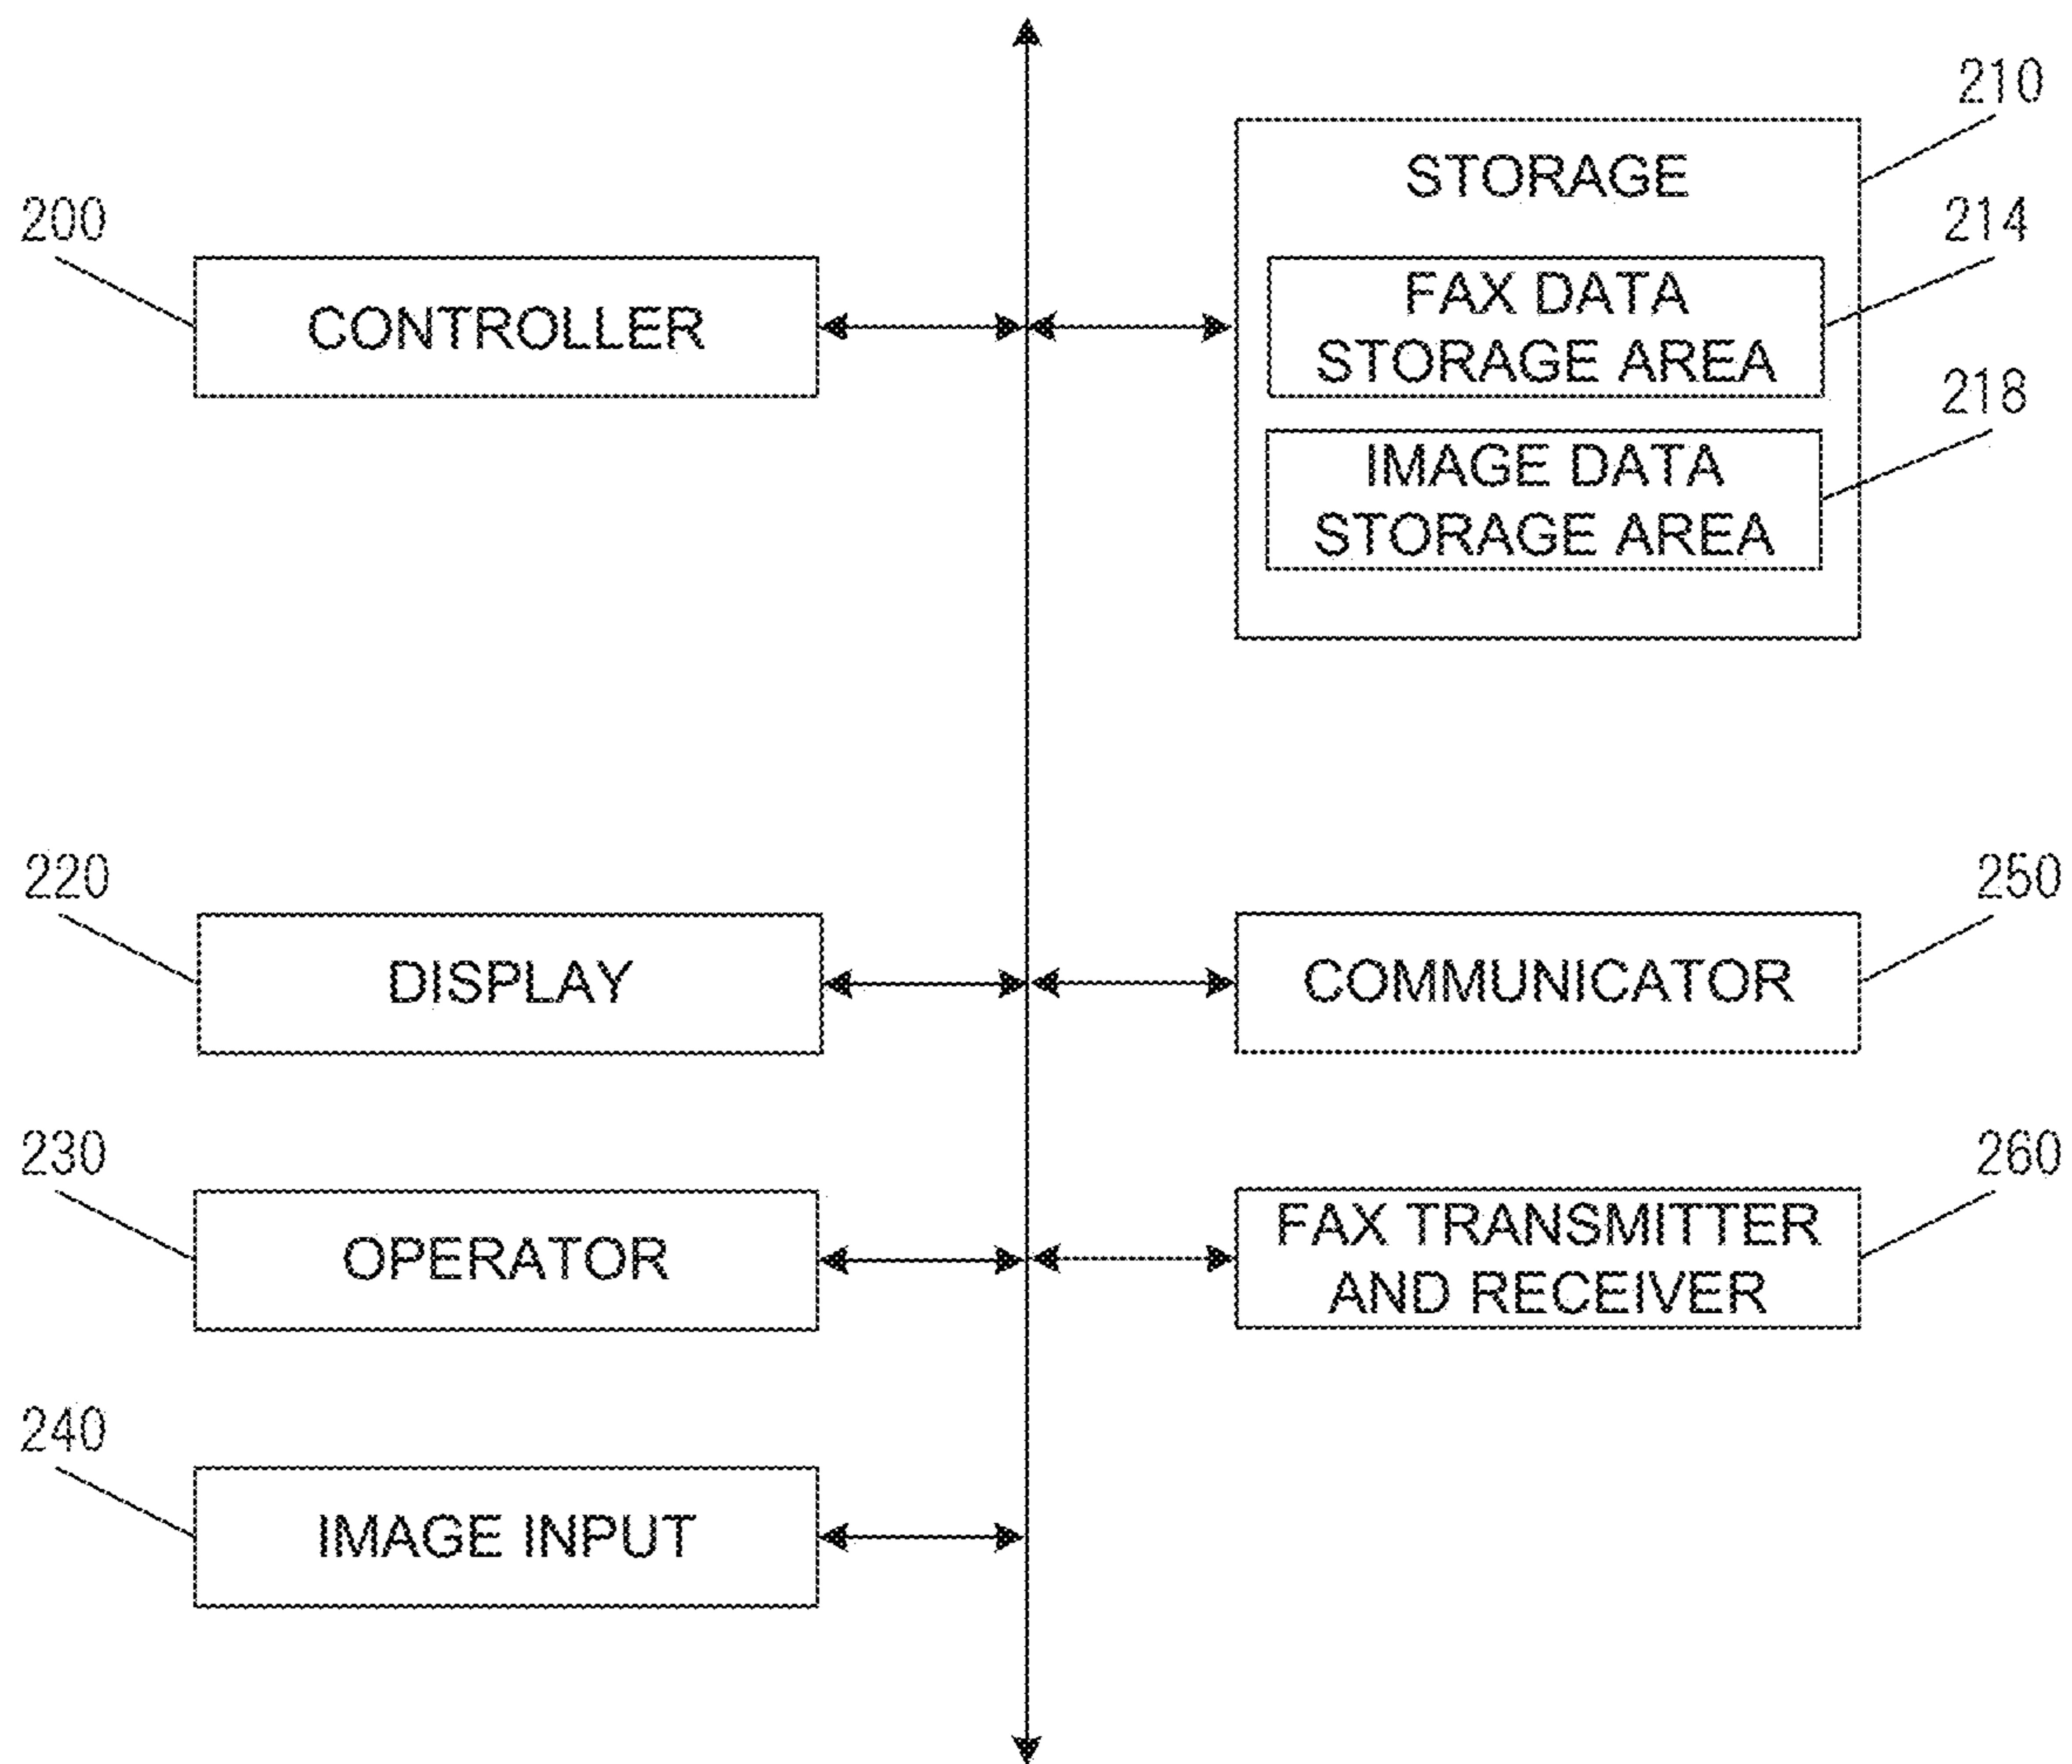 210
STORAGE
200
214
CONTROLLER
FAX DATA
STORAGE AREA
218
IMAGE DATA
STORAGE AREA
220
250
DISPLAY
COMMUNICATOR
230
260
OPERATOR
FAX TRANSMITTER
AND RECEIVER
240
IMAGE INPUT